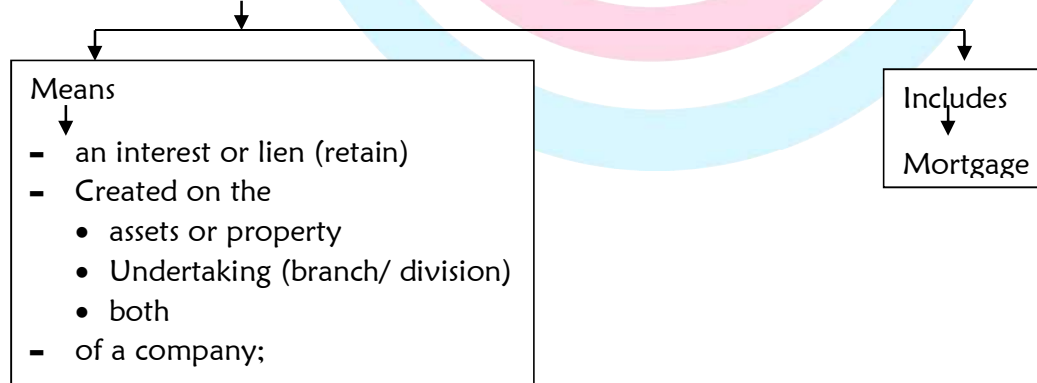 Means
- an interest or lien (retain)
- Created on the
• assets or property
• Undertaking (branch/ division)
• both
- of a company;
Includes
Mortgage